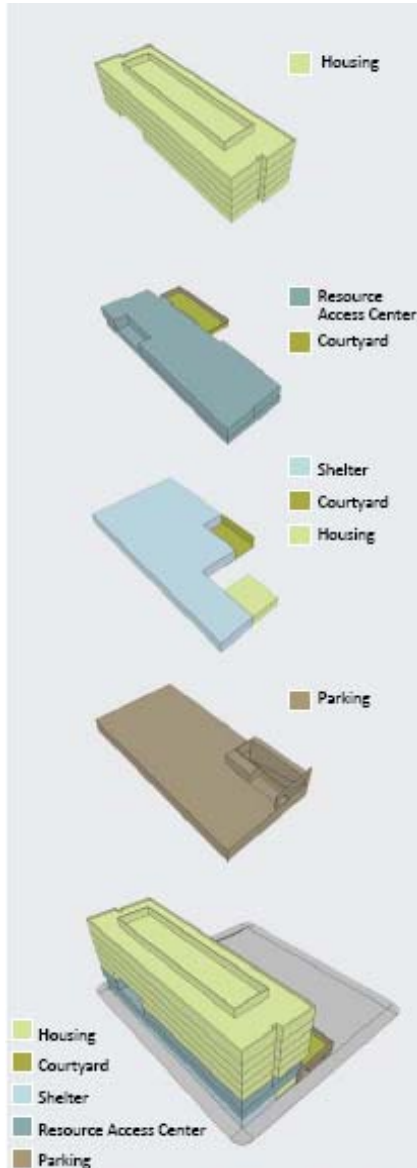 Housing
Resource
Access Center
Courtyard
Shelter
Courtyard
Housing
Parking
Housing
Courtyard
Shelter
Resource Access Center
Parking